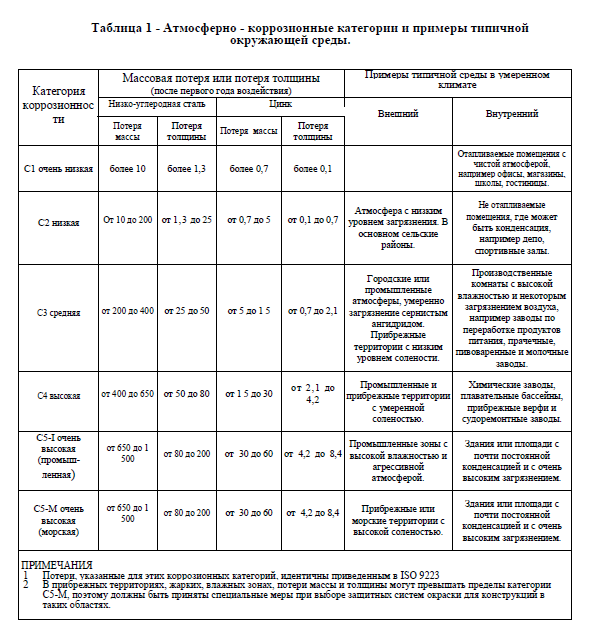 Таблица 1 - Атмосферно - коррозионные категории и примеры типичной
окружающей среды.
Категория
коррозионнос
ти
Массовая потеря или потеря толщины
(после первого года воздействия)
Примеры типичной среды в умеренном
климате
Низко-углеродная сталь
Цинк
Внешний
Внутренний
Потеря
массы
Потеря
толщины
Потеря массы
Потеря
толщины
С1 очень низкая
более 10
более 1,3
более 0,7
более 0,1
Отапливаемые помещения с
чистой атмосферой,
например офисы, магазины,
школы, гостиницы.
С2 низкая
От 10 до 200
от 1,3 до 25
от 0,7 до 5
от 0,1 до 0,7
Атмосфера с низким
уровнем загрязнения. В
основном сельские
районы.
Не отапливаемые
помещения, где может
быть конденсация,
например депо,
спортивные залы.
С3 средняя
от 200 до 400
от 25 до 50
от 5 до 1 5
от 0,7 до 2,1
Городские или
промышленные
атмосферы, умеренно
загрязнение сернистым
ангидридом.
Прибрежные
территории с низким
уровнем солености.
Производственные
комнаты с высокой
влажностью и некоторым
загрязнением воздуха,
например заводы по
переработке продуктов
питания, прачечные,
пивоваренные и молочные
заводы.
С4 высокая
от 400 до 650
от 50 до 80
от 1 5 до 30
от 2,1 до
4,2
Промышленные и
прибрежные территории
с умеренной
соленостью.
Химические заводы,
плавательные бассейны,
прибрежные верфи и
судоремонтные заводы.
С5-I очень
высокая
(промыш-
ленная)
от 650 до 1
500
от 80 до 200
от 30 до 60
от 4,2 до 8,4
Промышленные зоны с
высокой влажностью и
агрессивной
атмосферой.
Здания или площади с
почти постоянной
конденсацией и с очень
высоким загрязнением.
С5-М очень
высокая
(морская)
от 650 до 1
500
от 80 до 200
от 30 до 60
от 4,2 до 8,4
Прибрежные или
морские территории с
высокой соленостью.
Здания или площади с
почти постоянной
конденсацией и с очень
высоким загрязнением.
ПРИМЕЧАНИЯ
1 Потери, указанные для этих коррозионных категорий, идентичны приведенным в ISO 9223
2 В прибрежных территориях, жарких, влажных зонах, потери массы и толщины могут превышать пределы категории
С5-М, поэтому должны быть приняты специальные меры при выборе защитных систем окраски для конструкций в
таких областях.